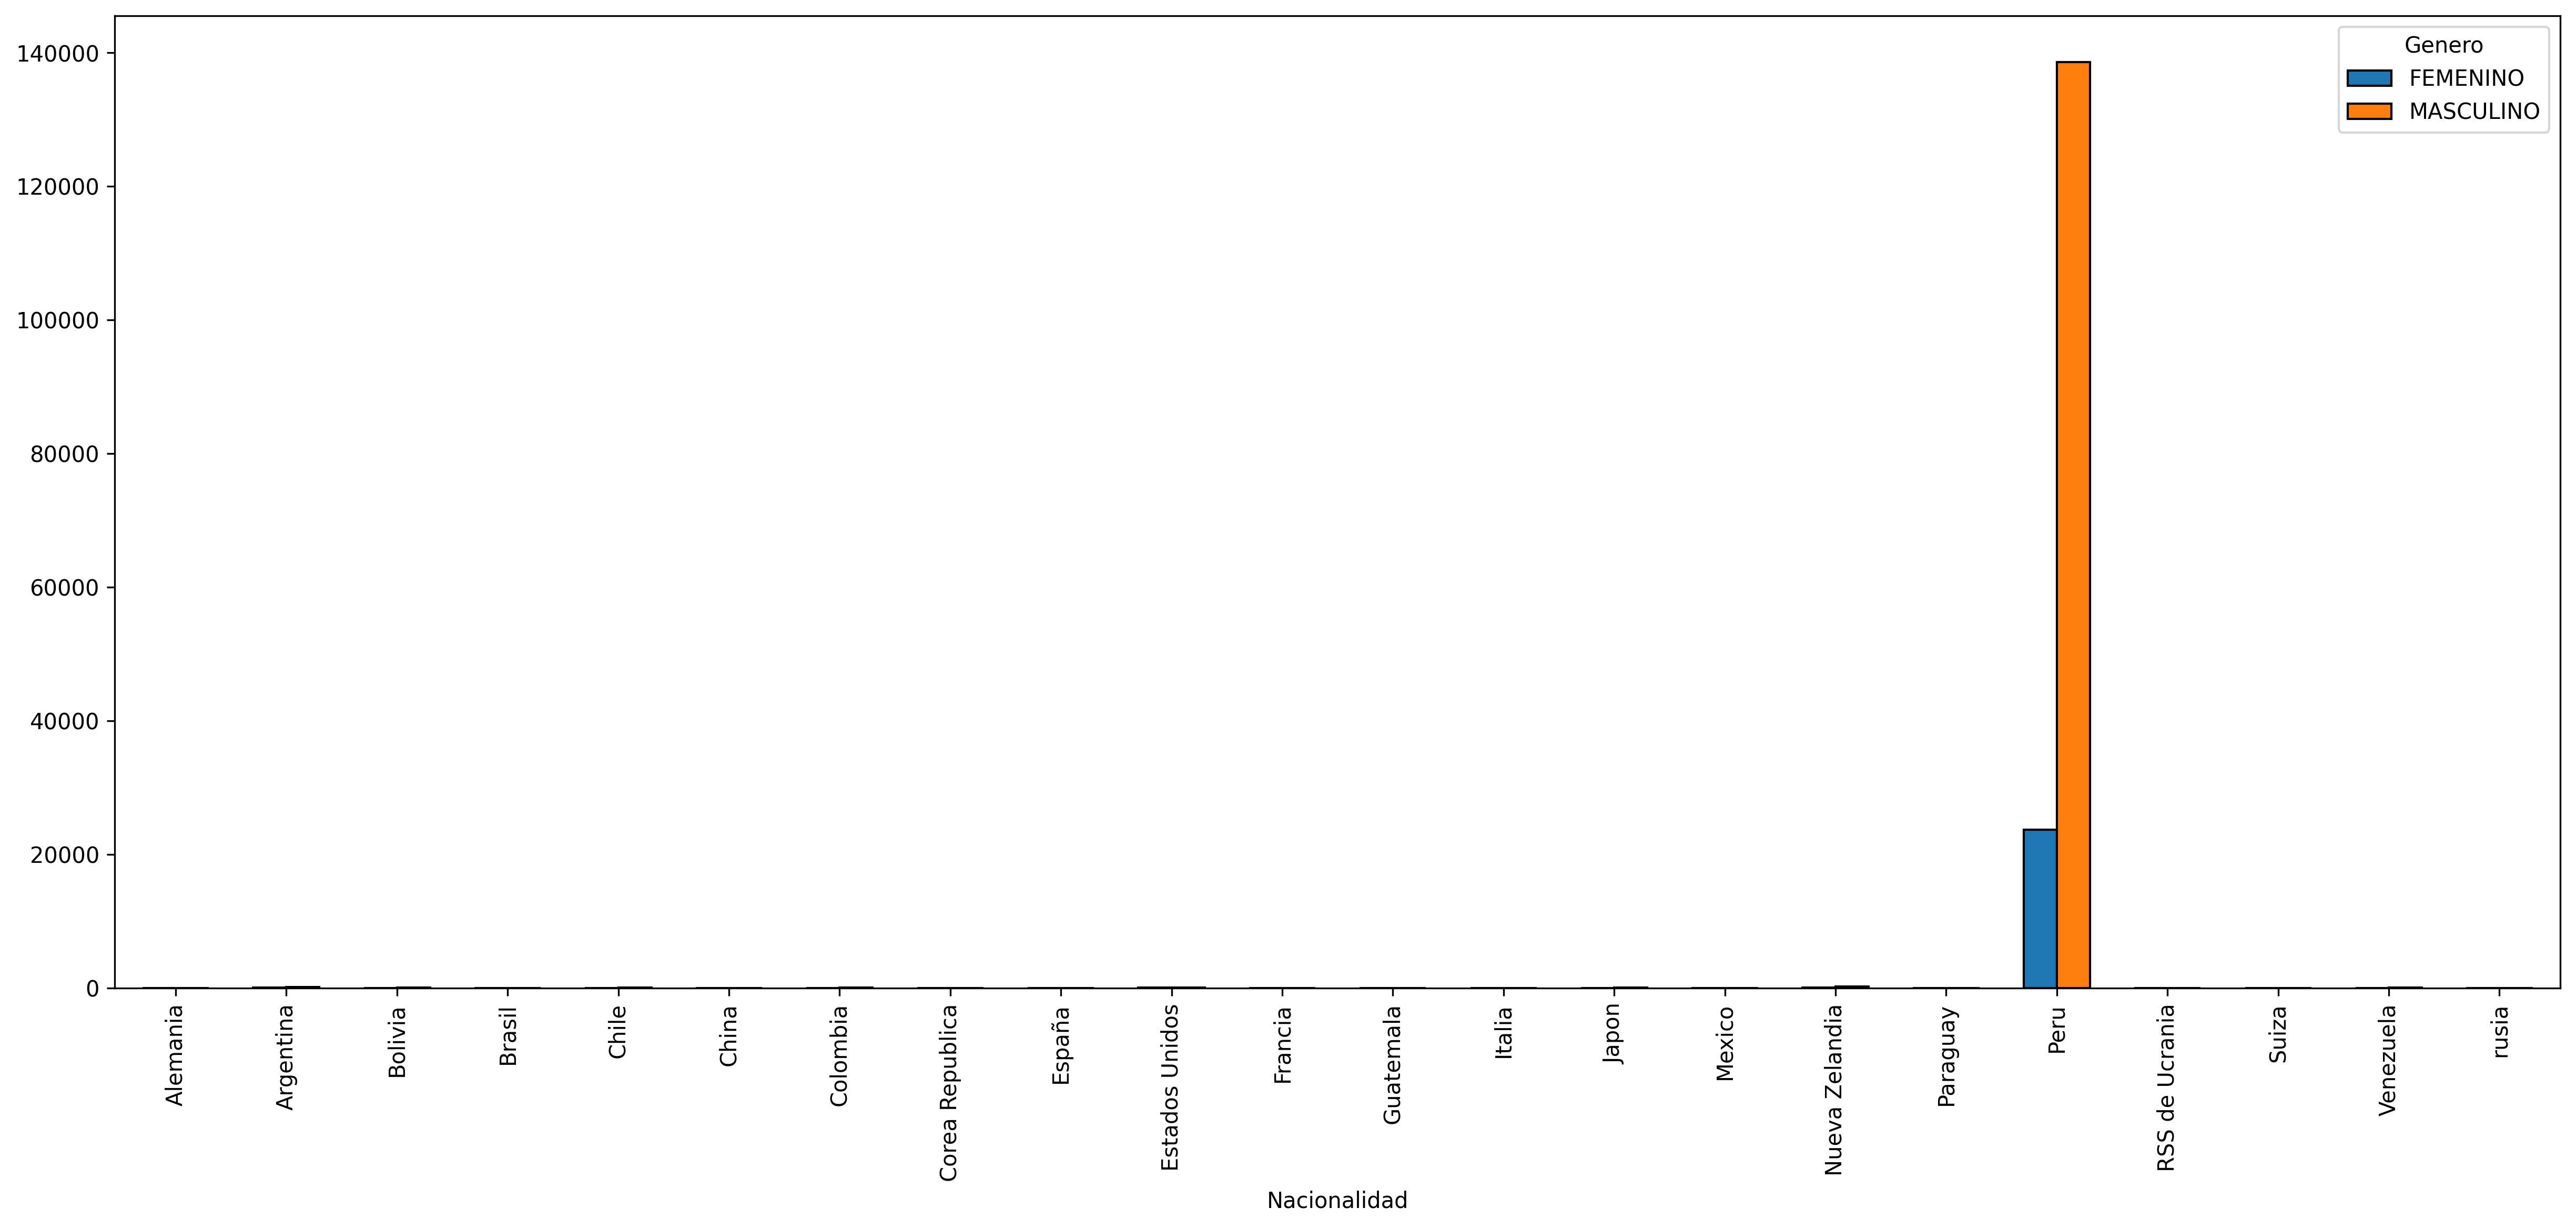 140000
120000
100000
80000
60000
40000
20000
0
Genero
FEMENINO
MASCULINO
Alemania
Argentina
Bolivia
Brasil
Chile
China
Colombia
Corea Republica
España
Estados Unidos
Francia
Guatemala
Italia
Japon
Mexico
Nueva Zelandia
Paraguay
Peru
RSS de Ucrania
Suiza
Venezuela
rusia
Nacionalidad